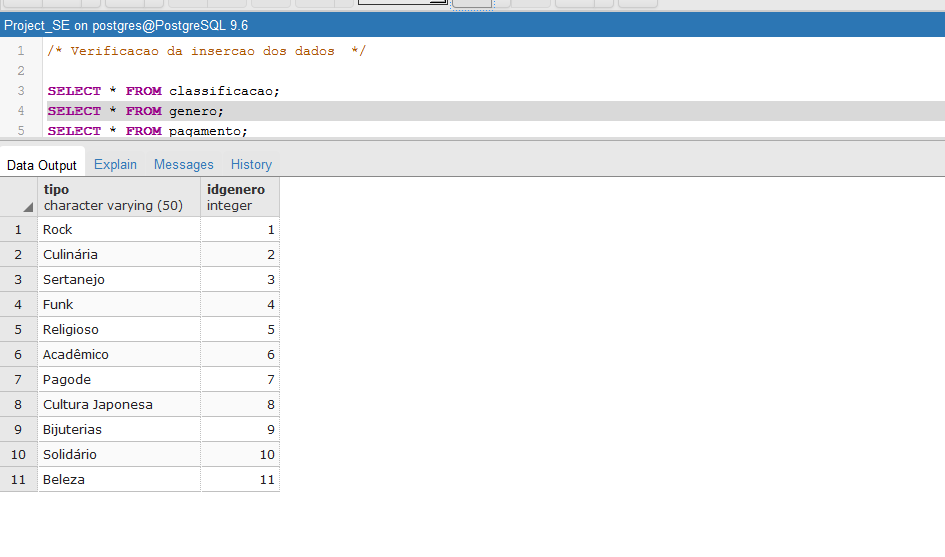 Project_SE on postgres@PostgreSQL 9.6
1 /* Verificacao da insercao dos dados */
2
3 SELECT * FROM classificacao;
4 SELECT * FROM genero;
5 SELECT * FROM pagamento;
Data Output Explain Messages History
tipo idgenero
character varying (50) integer
1 Rock 1
2 Culinária 2
3 Sertanejo 3
4 Funk 4
5 Religioso 5
6 Acadêmico 6
7 Pagode 7
8 Cultura Japonesa 8
9 Bijuterias 9
10 Solidário 10
11 Beleza 11